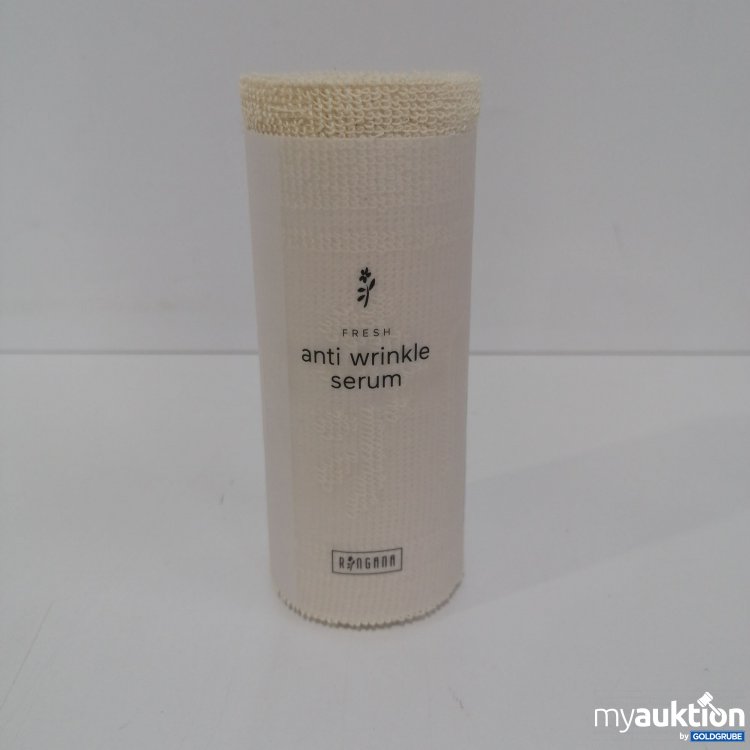 FRESH
anti wrinkle
serum
RINGANA
myauktion
by GOLDGRUBE